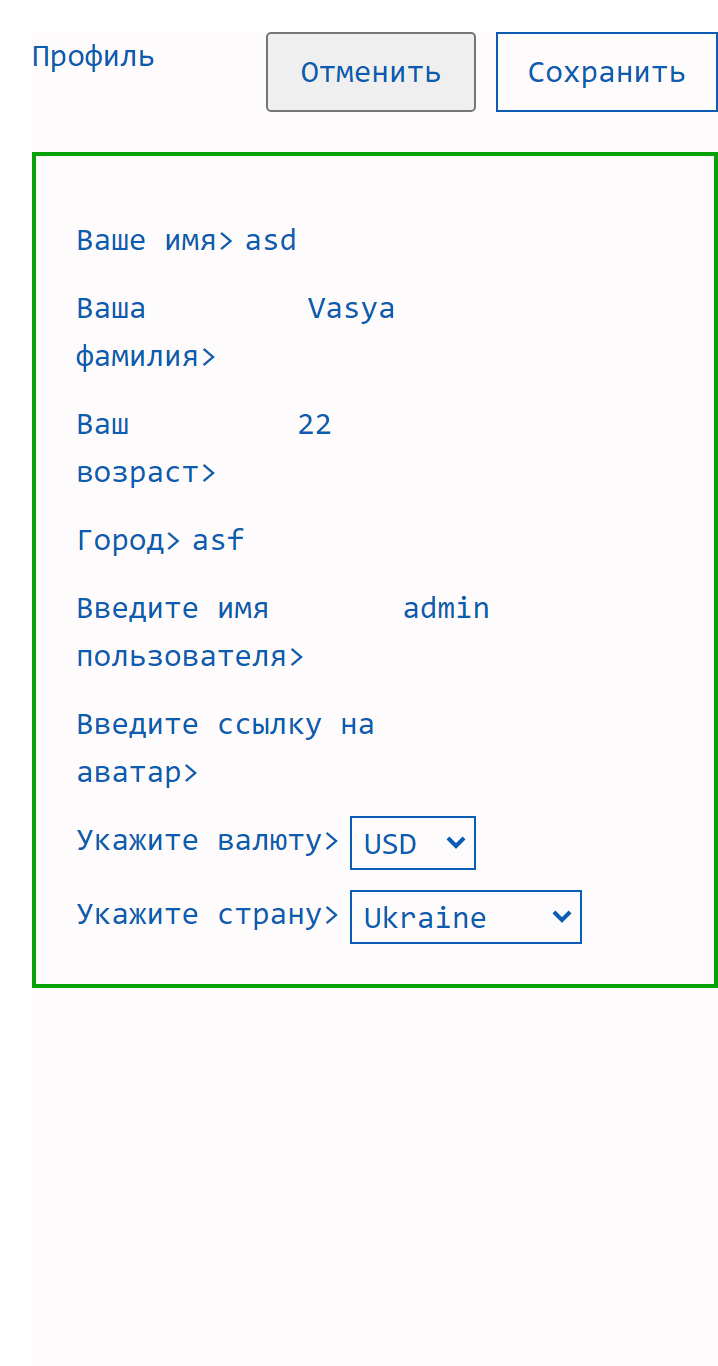 Профиль
Отменить
Сохранить
Ваше имя> asd
Ваша Vasya
фамилия>
Ваш 22
возраст>
Город> asf
Введите имя admin
пользователя>
Введите ссылку на
аватар>
Укажите валюту> USD
Укажите страну> Ukraine